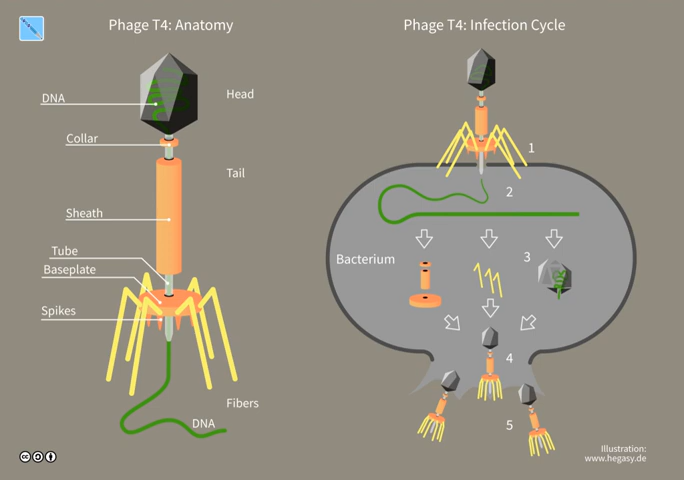 Phage T4: Anatomy
DNA
Head
Collar
Tail
Sheath
Tube
Baseplate
Spikes
Fibers
DNA
Phage T4: Infection Cycle
1
2
Bacterium
3
4
5
Illustration:
www.hegasy.de